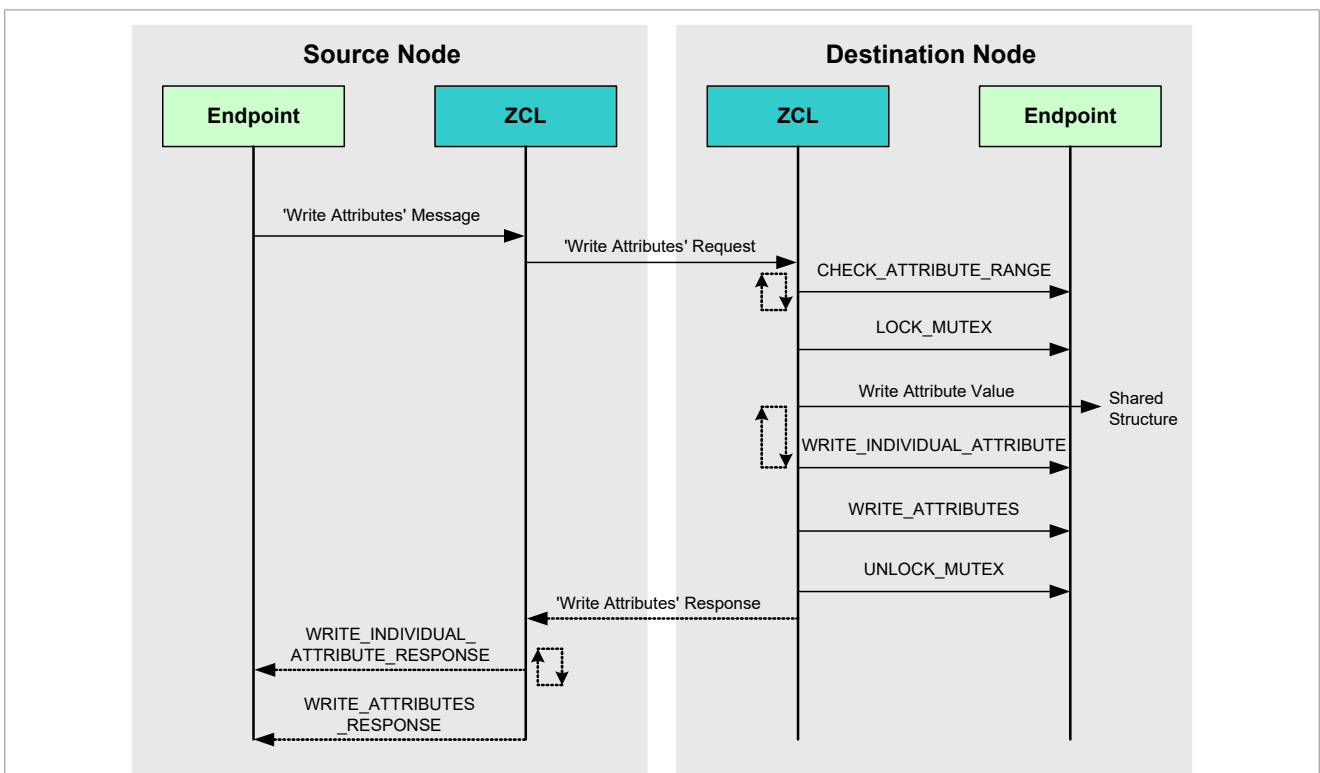 Source Node
Destination Node
Endpoint
ZCL
ZCL
Endpoint
'Write Attributes' Message
'Write Attributes' Request
CHECK_ATTRIBUTE_RANGE
LOCK_MUTEX
Write Attribute Value
Shared
Structure
WRITE_INDIVIDUAL_ATTRIBUTE
WRITE_ATTRIBUTES
UNLOCK_MUTEX
'Write Attributes' Response
WRITE_INDIVIDUAL_
ATTRIBUTE_RESPONSE
WRITE_ATTRIBUTES
_RESPONSE